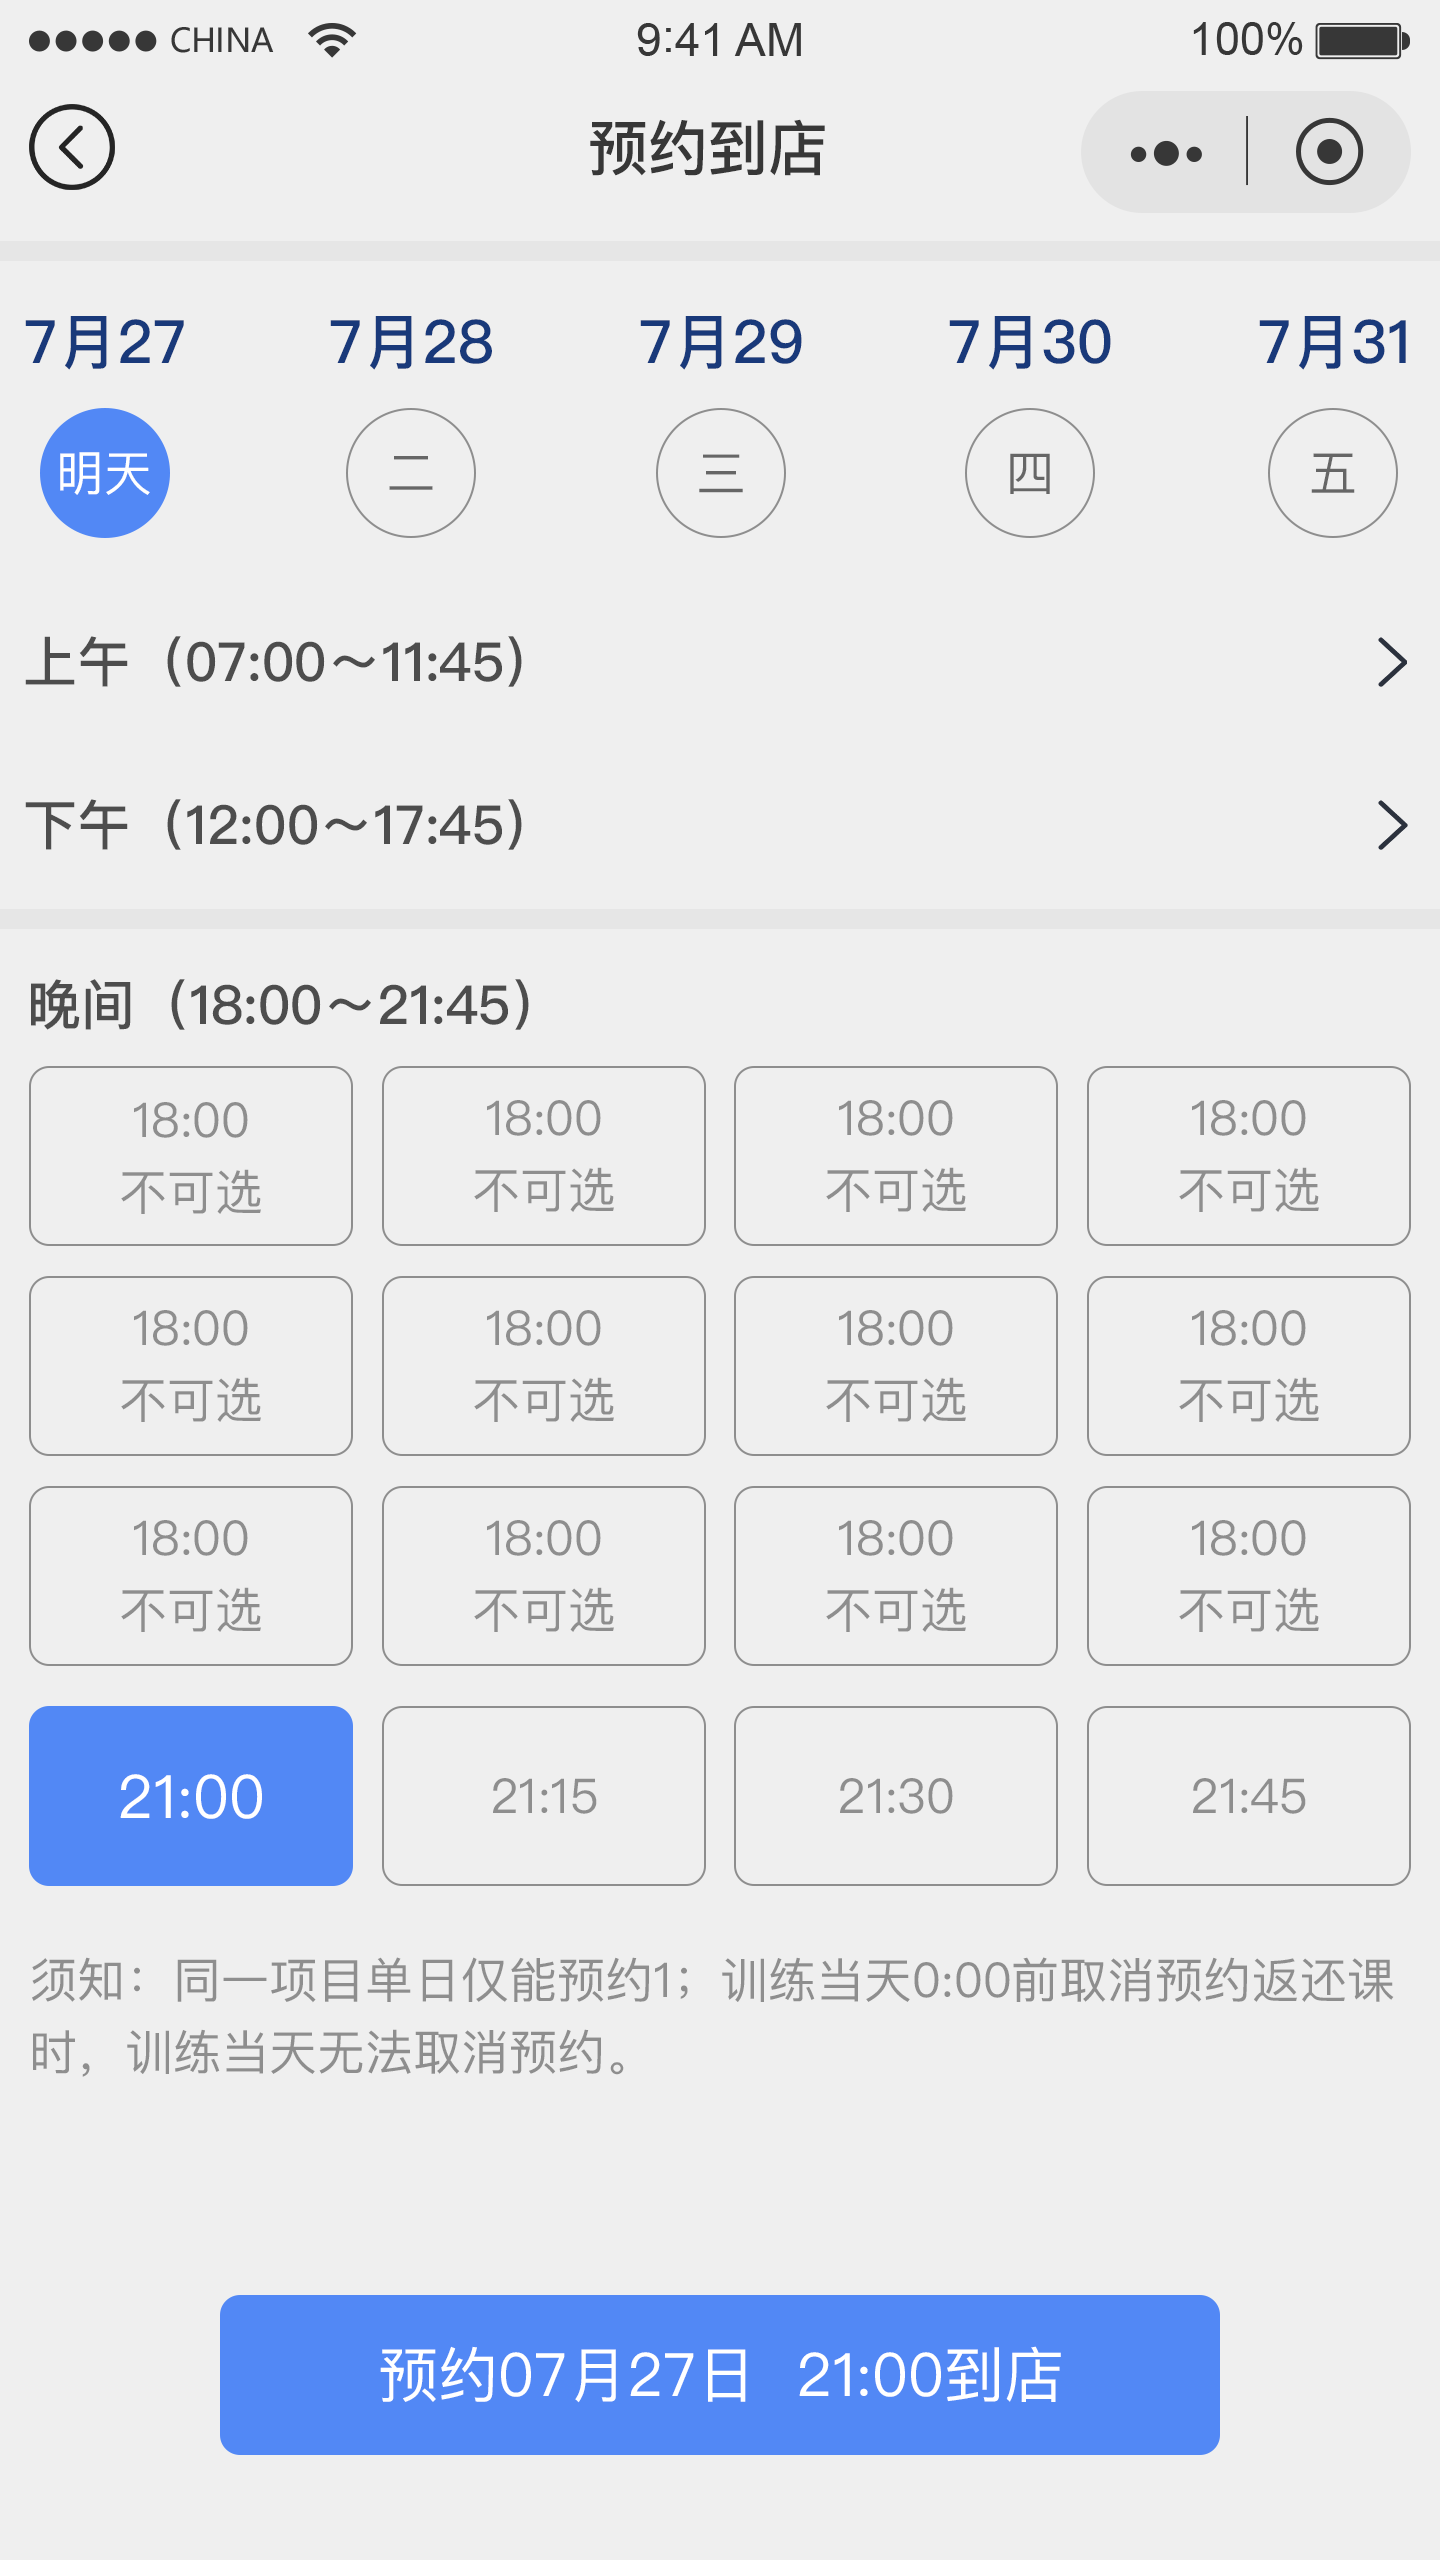 CHINA 9:41 AM 100%
预约到店
7月27 7月28 7月29 7月30 7月31
明天 二 三 四 五
上午（07:00～11:45）
下午（12:00～17:45）
晚间（18:00～21:45）
18:00 18:00 18:00 18:00
不可选 不可选 不可选 不可选
18:00 18:00 18:00 18:00
不可选 不可选 不可选 不可选
18:00 18:00 18:00 18:00
不可选 不可选 不可选 不可选
21:00 21:15 21:30 21:45
须知：同一项目单日仅能预约1；训练当天0:00前取消预约返还课
时，训练当天无法取消预约。
预约07月27日 21:00到店